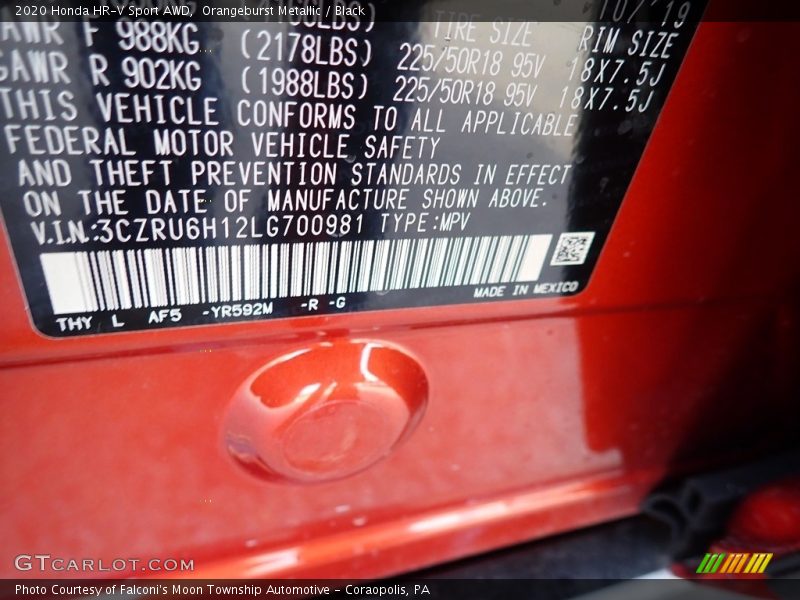 2020 Honda HR-V Sport AWD,  Orangeburst Metallic / Black
10/'19
TIRE SIZE RIM SIZE
F 988KG (2178LBS) 225/50R18 95V 18X7.5J
GAWR R 902KG (1988LBS) 225/50R18 95V 18X7.5J
THIS VEHICLE CONFORMS TO ALL APPLICABLE
FEDERAL MOTOR VEHICLE SAFETY
AND THEFT PREVENTION STANDARDS IN EFFECT
ON THE DATE OF MANUFACTURE SHOWN ABOVE.
V.I.N.:3CZRU6H12LG700981 TYPE:MPV
MADE IN MEXICO
THY L AF5 -YR592M -R -G
GTCARLOT.COM
Photo Courtesy of Falconi's Moon Township Automotive - Coraopolis, PA